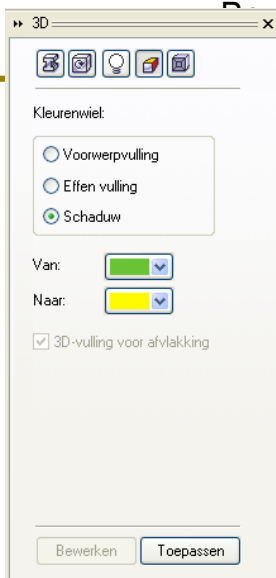 3D
Kleurenwiel:
Voorwerpvulling
Effen vulling
Schaduw
Van:
Naar:
3D-vulling voor afvlakking
Bewerken Toepassen